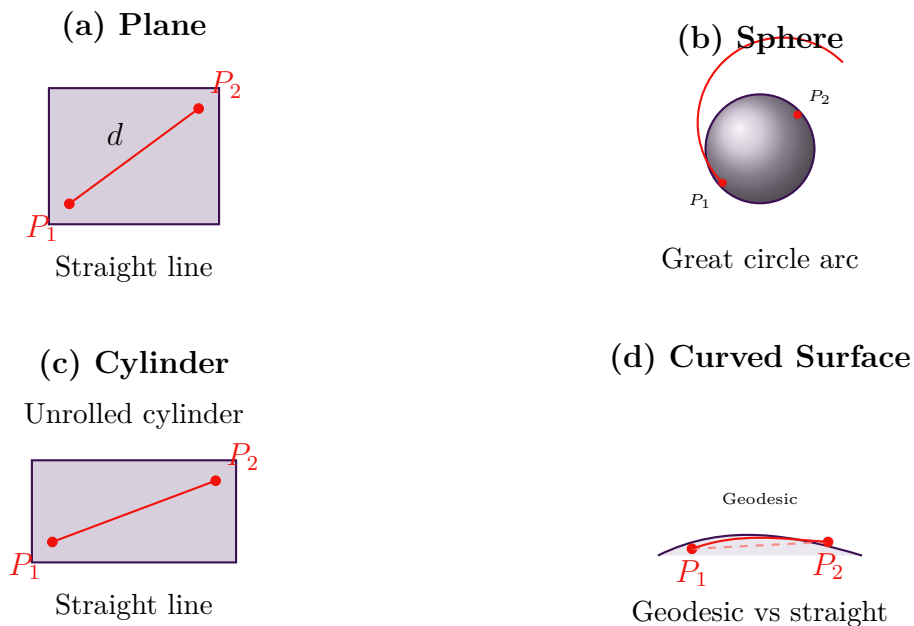 (a) Plane
P₂
d
P₁
Straight line
(b) Sphere
P₂
P₁
Great circle arc
(c) Cylinder
Unrolled cylinder
P₂
P₁
Straight line
(d) Curved Surface
Geodesic
P₁ P₂
Geodesic vs straight